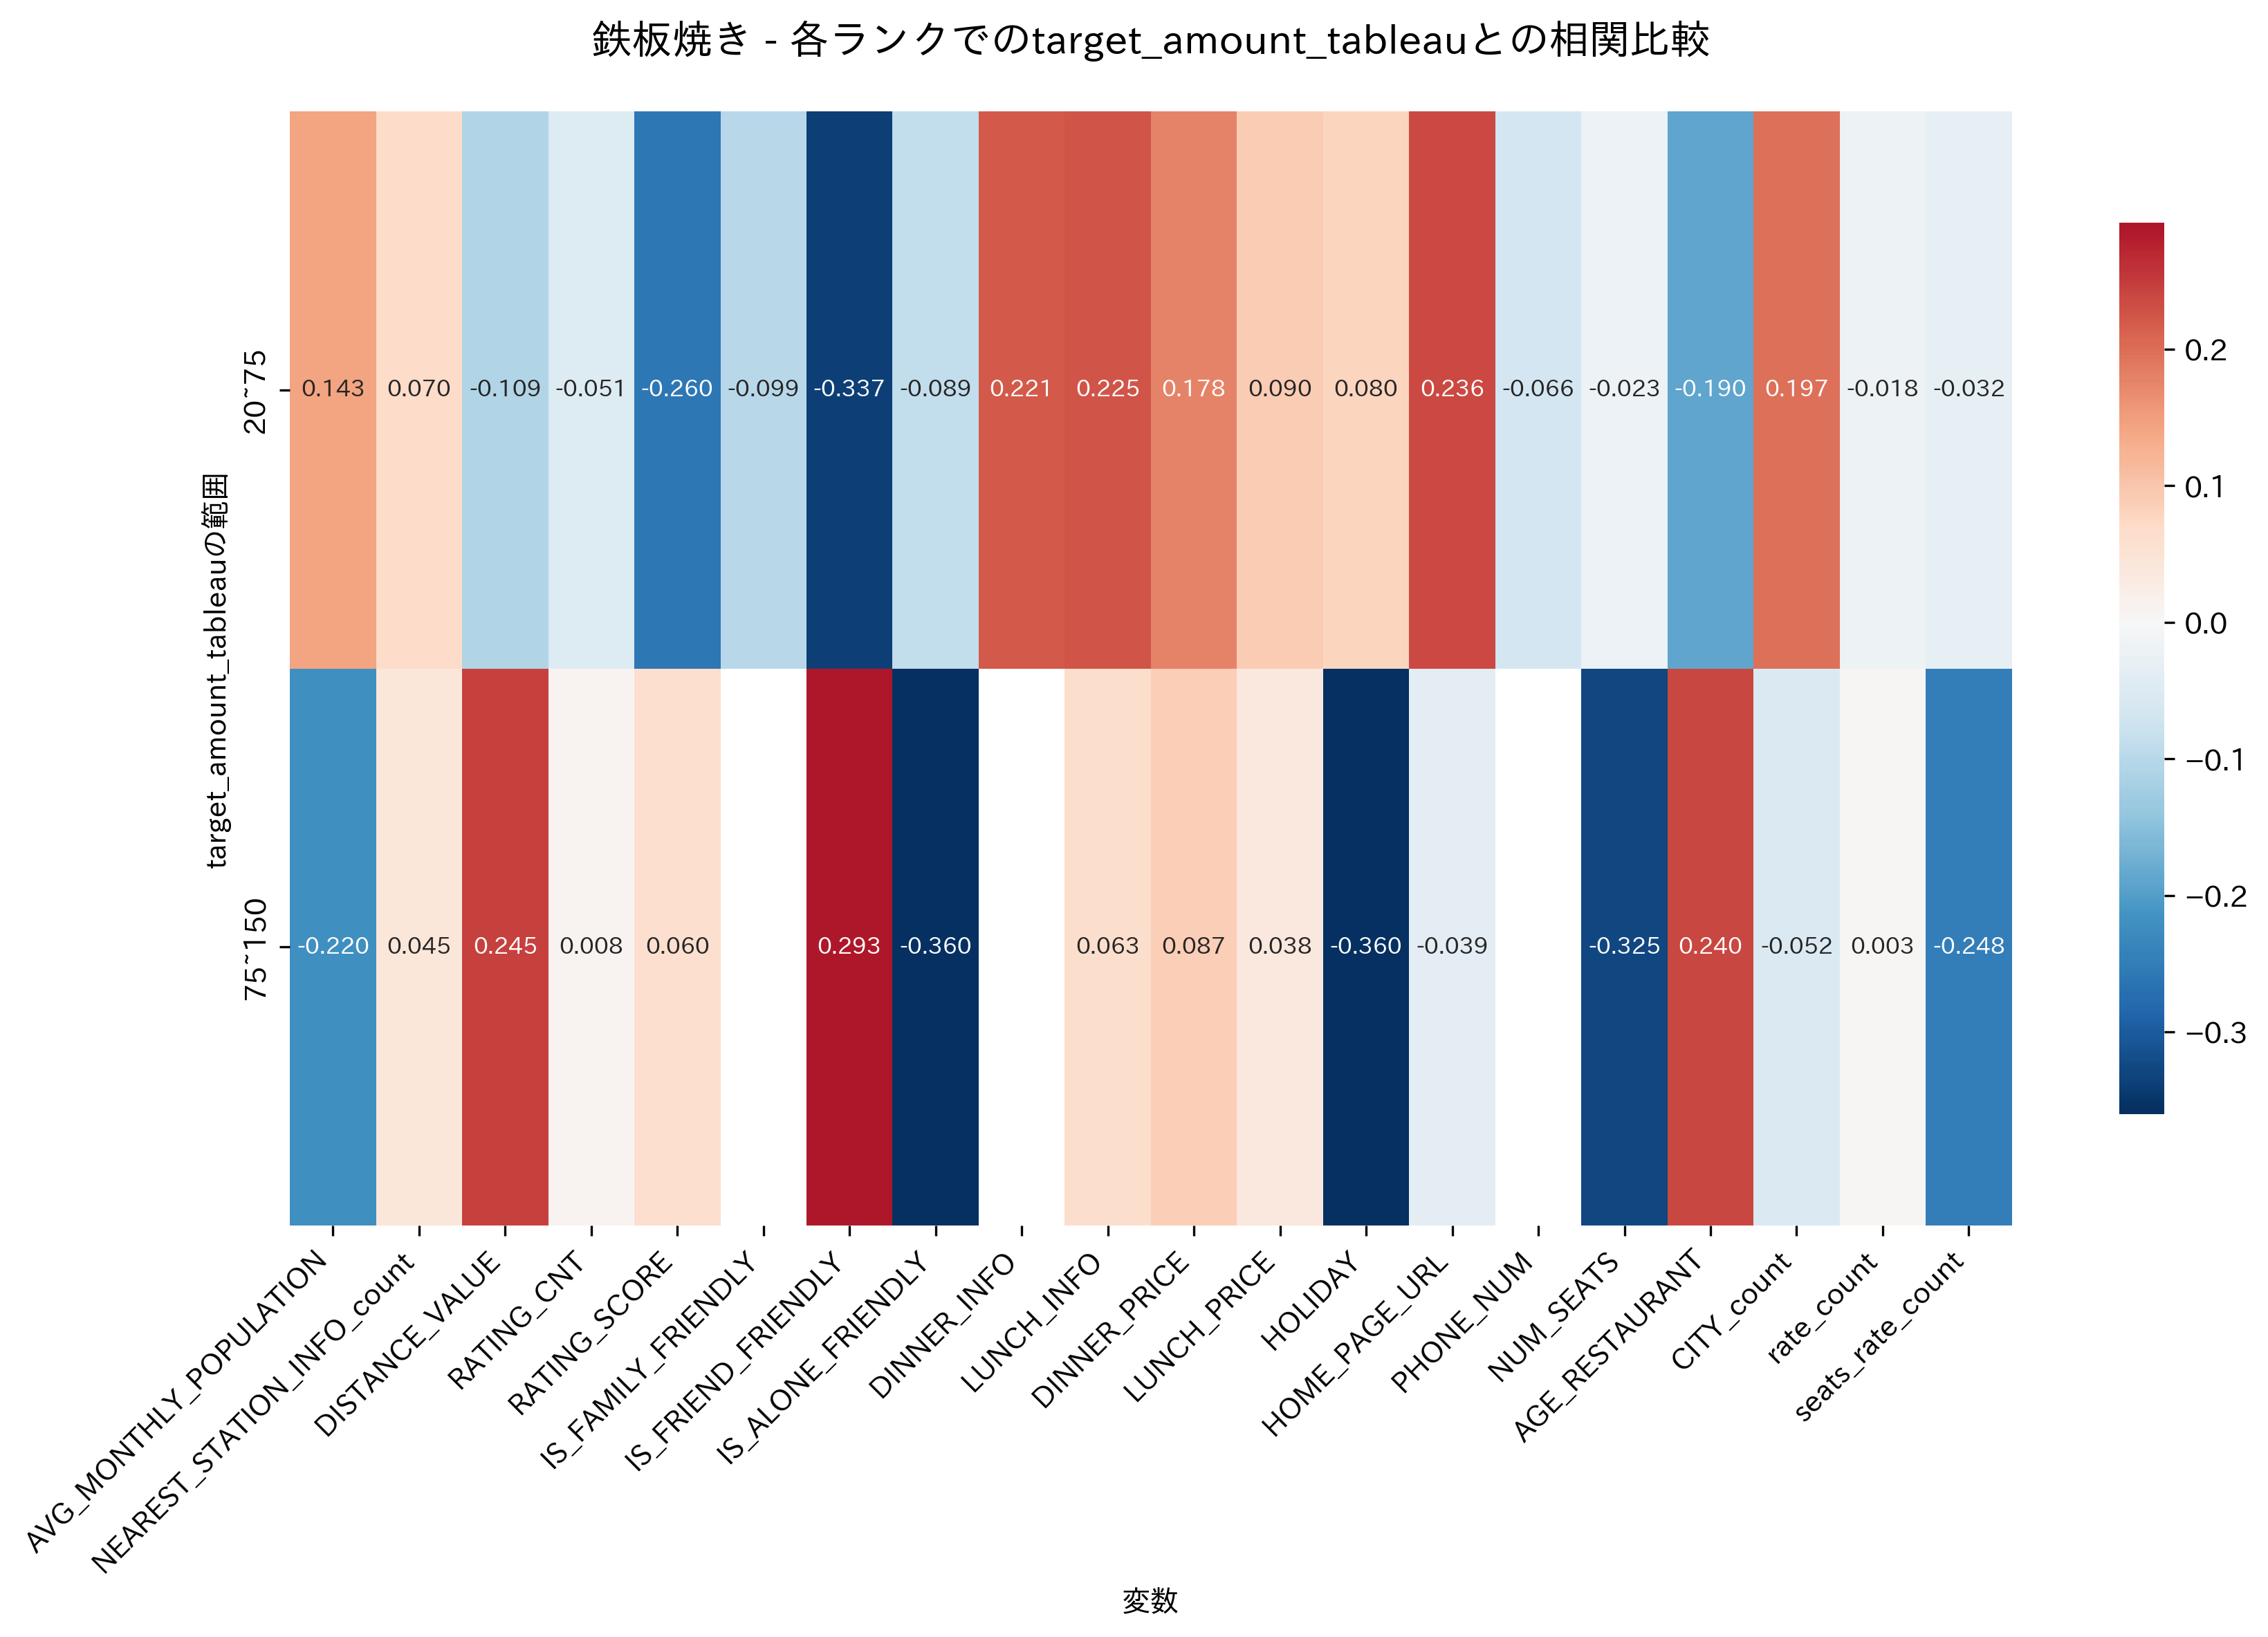 鉄板焼き - 各ランクでのtarget_amount_tableauとの相関比較
target_amount_tableauの範囲
20~75
0.143 0.070 -0.109 -0.051 -0.260 -0.099 -0.337 -0.089 0.221 0.225 0.178 0.090 0.080 0.236 -0.066 -0.023 -0.190 0.197 -0.018 -0.032
75~150
-0.220 0.045 0.245 0.008 0.060 0.293 -0.360 0.063 0.087 0.038 -0.360 -0.039 -0.325 0.240 -0.052 0.003 -0.248
AVG_MONTHLY_POPULATION
NEAREST_STATION_INFO_count
DISTANCE_VALUE
RATING_CNT
RATING_SCORE
IS_FAMILY_FRIENDLY
IS_FRIEND_FRIENDLY
IS_ALONE_FRIENDLY
DINNER_INFO
LUNCH_INFO
DINNER_PRICE
LUNCH_PRICE
HOLIDAY
HOME_PAGE_URL
PHONE_NUM
NUM_SEATS
AGE_RESTAURANT
CITY_count
rate_count
seats_rate_count
変数
0.2
0.1
0.0
−0.1
−0.2
−0.3